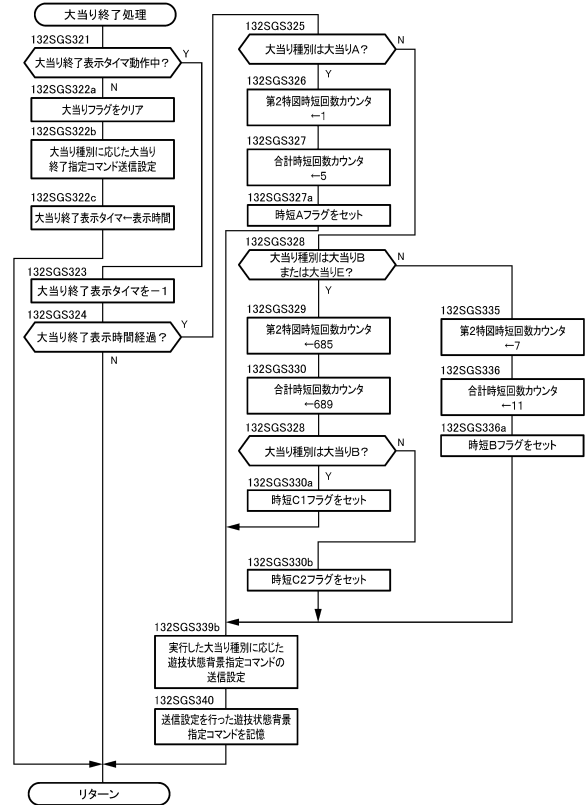 大当り終了処理
132SGS321
大当り終了表示タイマ動作中？
Y
N
132SGS322a
大当りフラグをクリア
132SGS322b
大当り種別に応じた大当り
終了指定コマンド送信設定
132SGS322c
大当り終了表示タイマ←表示時間
132SGS323
大当り終了表示タイマを－１
132SGS324
大当り終了表示時間経過？
Y
N
132SGS325
大当り種別は大当りA？
N
Y
132SGS326
第2特図時短回数カウンタ
←1
132SGS327
合計時短回数カウンタ
←5
132SGS327a
時短Aフラグをセット
132SGS328
大当り種別は大当りB
または大当りE？
N
Y
132SGS329
第2特図時短回数カウンタ
←685
132SGS330
合計時短回数カウンタ
←689
132SGS328
大当り種別は大当りB？
N
Y
132SGS330a
時短C1フラグをセット
132SGS330b
時短C2フラグをセット
132SGS335
第2特図時短回数カウンタ
←7
132SGS336
合計時短回数カウンタ
←11
132SGS336a
時短Bフラグをセット
132SGS339b
実行した大当り種別に応じた
遊技状態背景指定コマンドの
送信設定
132SGS340
送信設定を行った遊技状態背景
指定コマンドを記憶
リターン